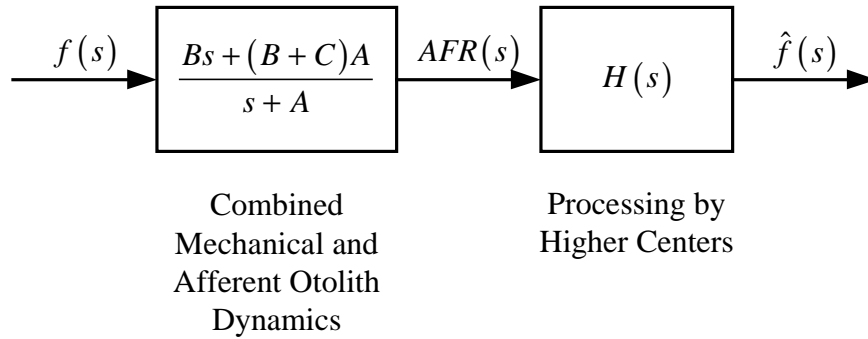 f(s)
Bs + (B + C)A
s + A
AFR(s)
H(s)
f̂(s)
Combined
Mechanical and
Afferent Otolith
Dynamics
Processing by
Higher Centers